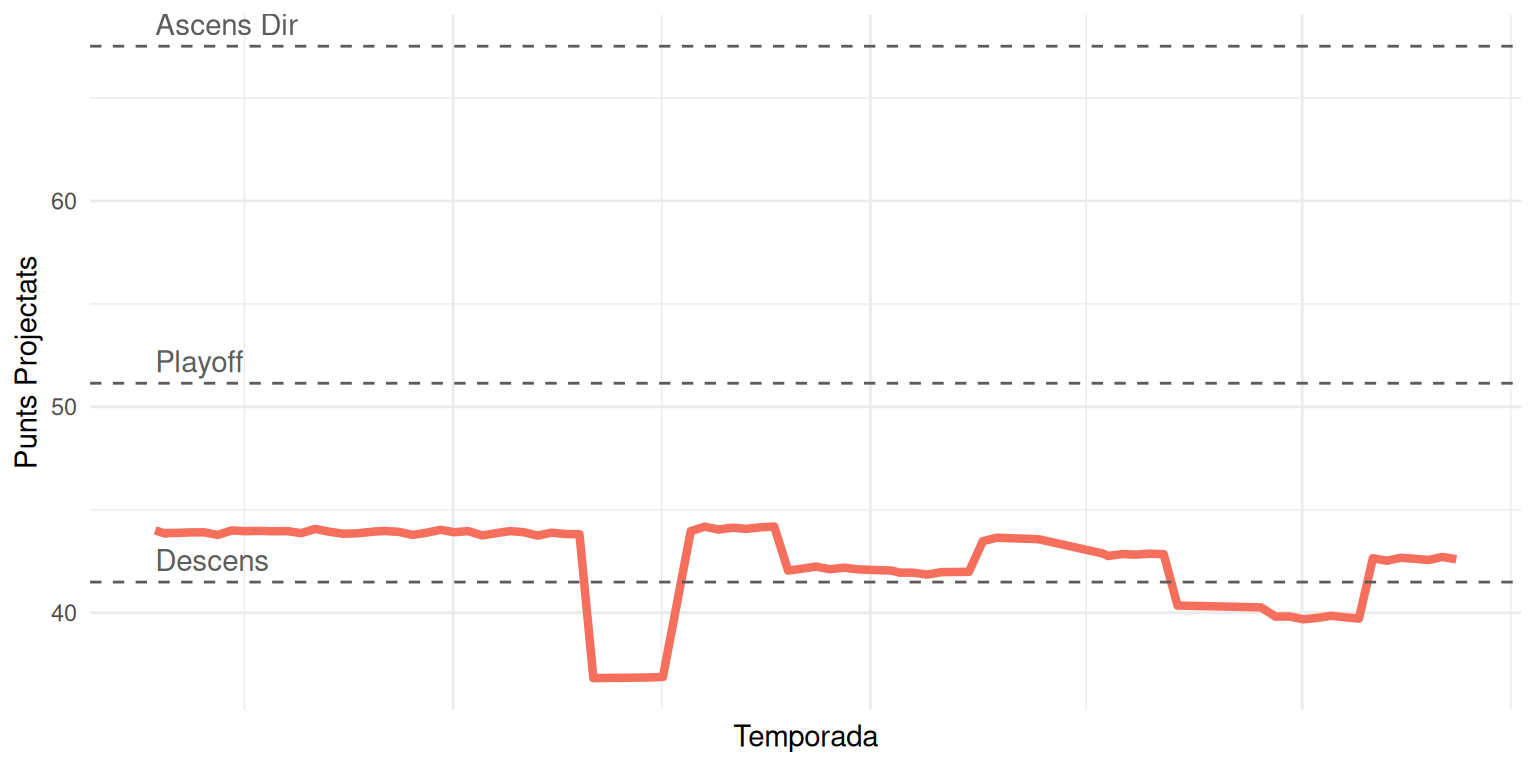 Ascens Dir
60
Playoff
50
Descens
40
Punts Projectats
Temporada